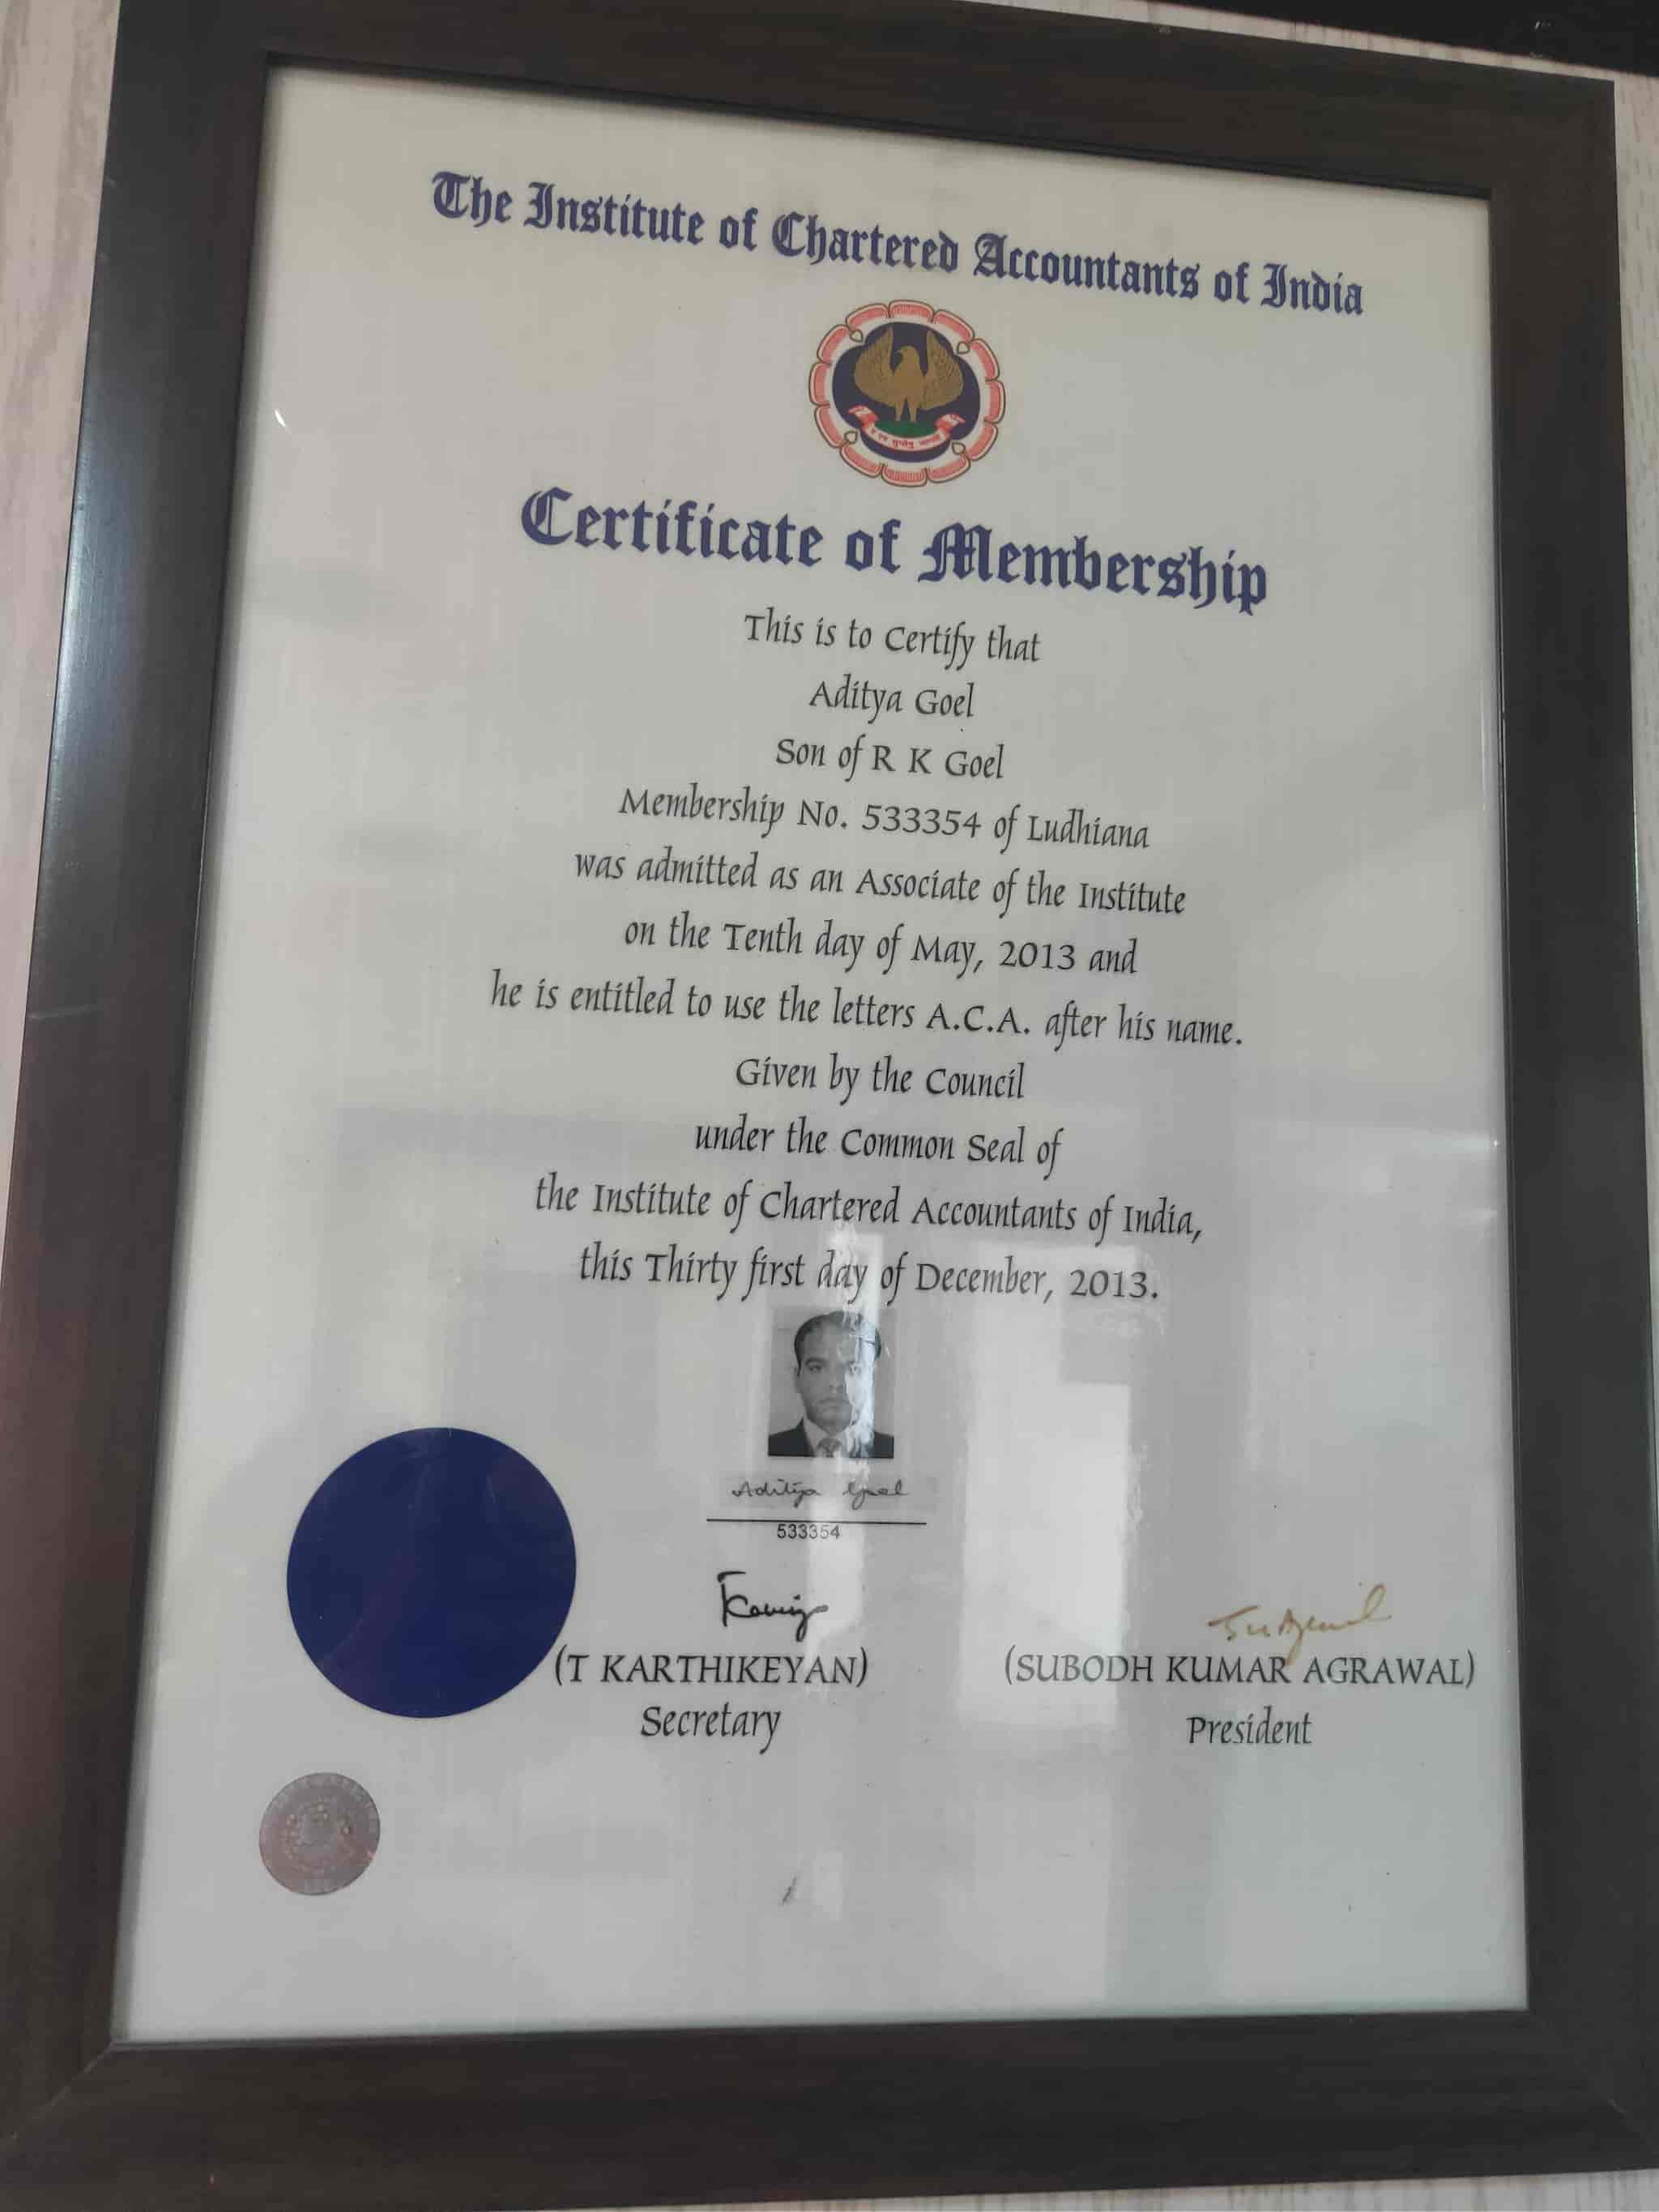 The Institute of Chartered Accountants of India
Certificate of Membership
This is to Certify that
Aditya Goel
Son of R K Goel
Membership No. 533354 of Ludhiana
was admitted as an Associate of the Institute
on the Tenth day of May, 2013 and
he is entitled to use the letters A.C.A. after his name.
Given by the Council
under the Common Seal of
the Institute of Chartered Accountants of India,
this Thirty first day of December, 2013.
Aditya Goel
533354
(T KARTHIKEYAN)
Secretary
(SUBODH KUMAR AGRAWAL)
President